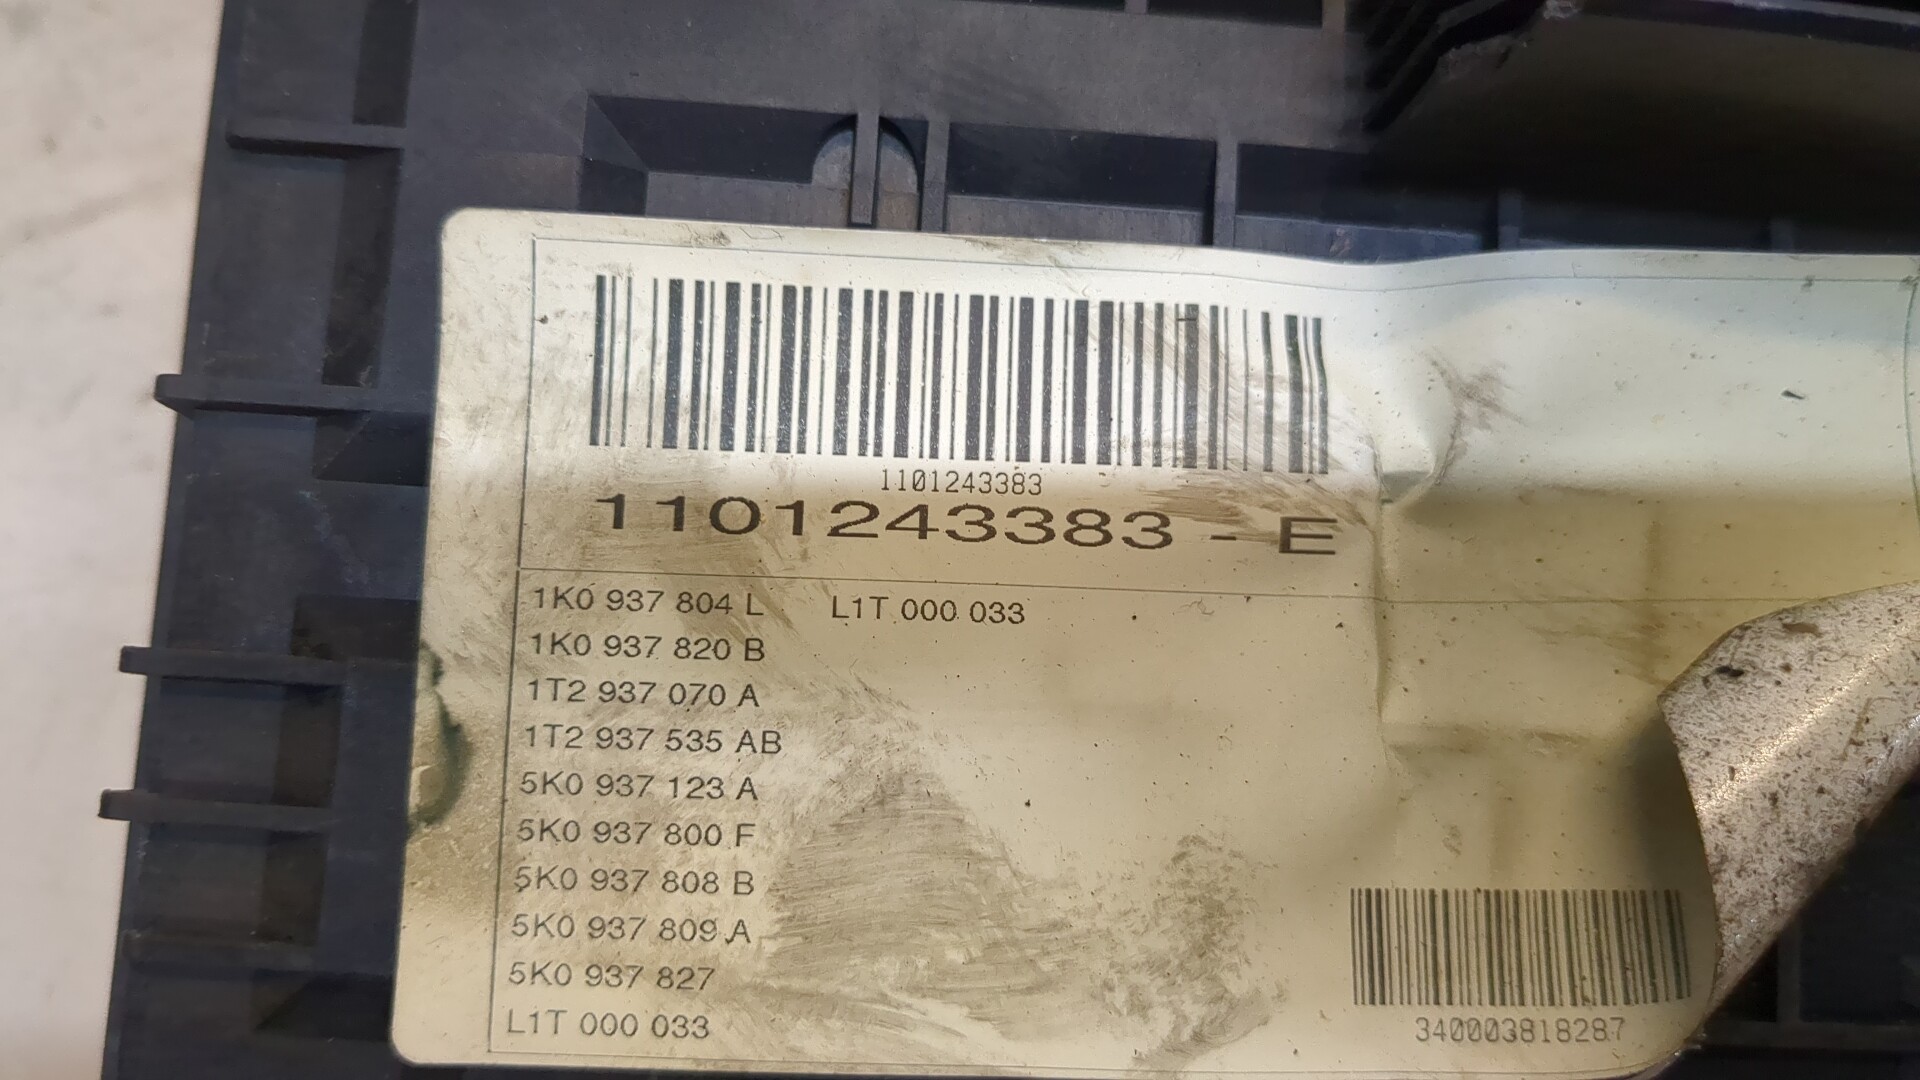 1101243383
1101243383 - E
1K0 937 804 L L1T 000 033
1K0 937 820 B
1T2 937 070 A
1T2 937 535 AB
5K0 937 123 A
5K0 937 800 F
5K0 937 808 B
5K0 937 809 A
5K0 937 827
L1T 000 033
340003818287